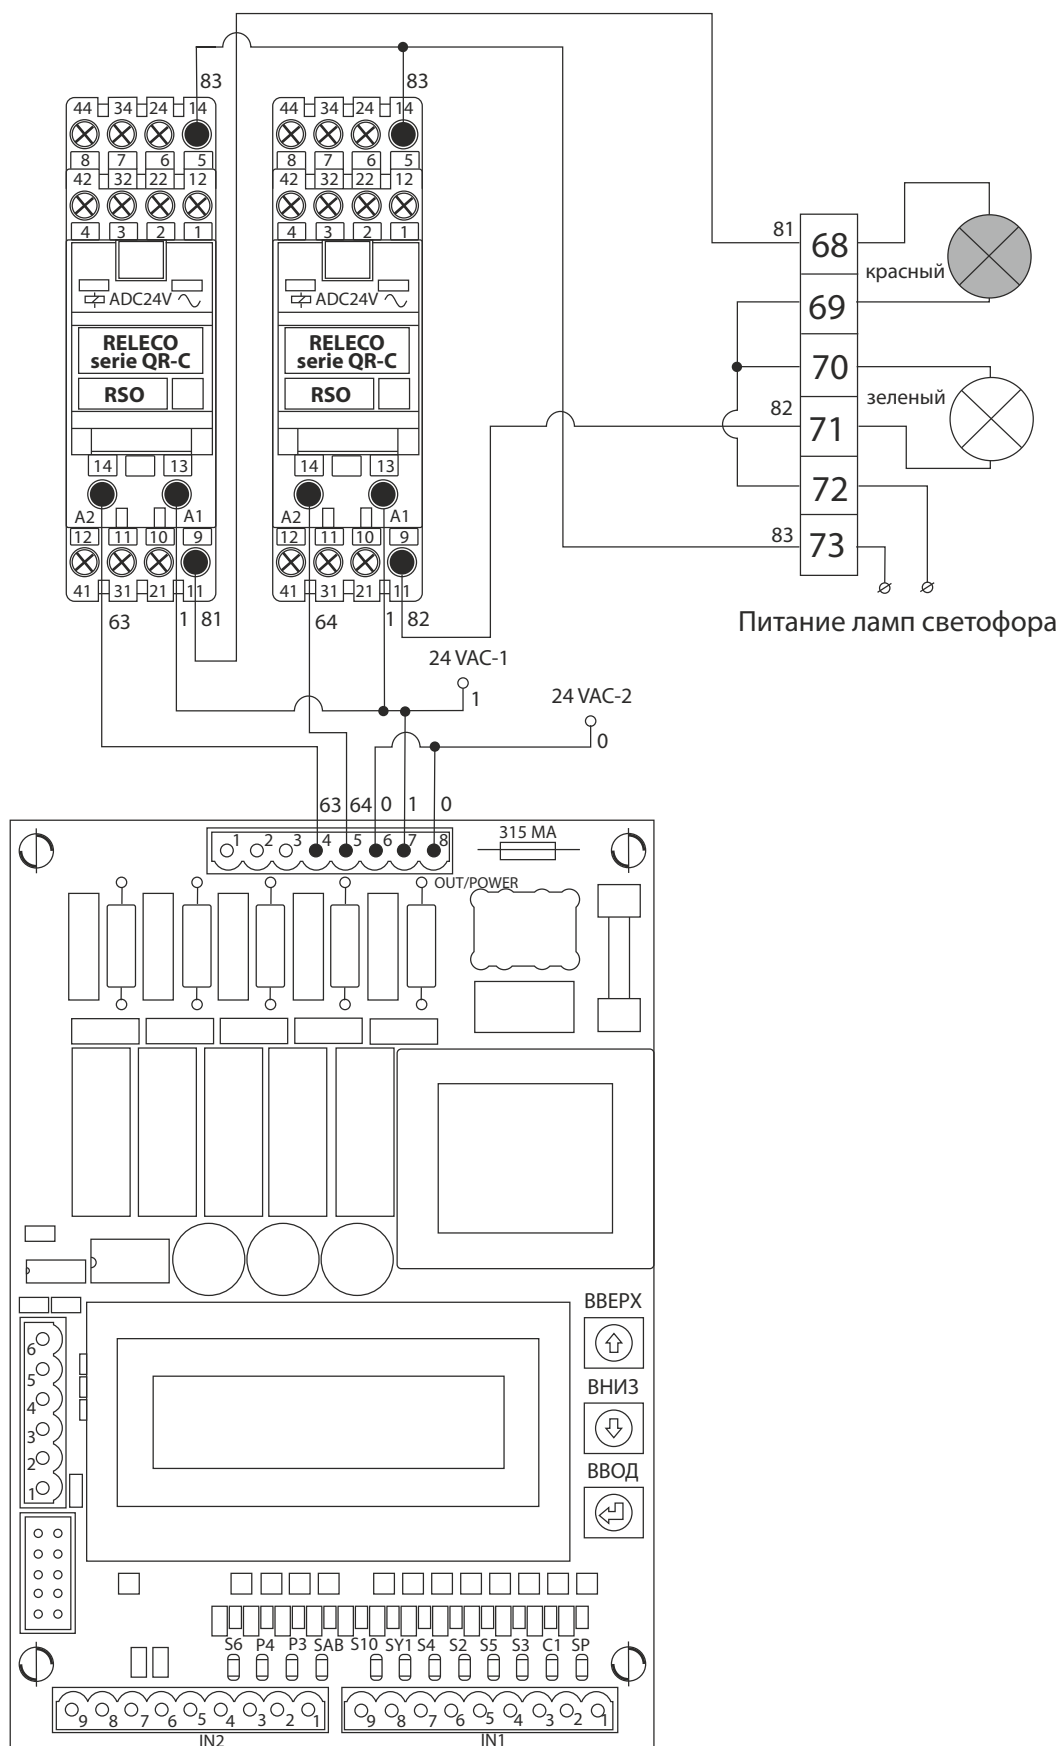 83 83
44 34 24 14 44 34 24 14
8 7 6 5 8 7 6 5
42 32 22 12 42 32 22 12
4 3 2 1 4 3 2 1
ADC24V ADC24V
RELECO RELECO
serie QR-C serie QR-C
RSO RSO
14 13 14 13
A2 A1 A2 A1
12 11 10 9 12 11 10 9
41 31 21 11 41 31 21 11
63 1 81 64 1 82
81 68
красный
69
70
зеленый
82 71
72
83 73
Питание ламп светофора
24 VAC-1
1
24 VAC-2
0
63 64 0 1 0
1 2 3 4 5 6 7 8
315 MA
OUT/POWER
ВВЕРХ
ВНИЗ
ВВОД
6
5
4
3
2
1
S6 P4 P3 SAB S10 SY1 S4 S2 S5 S3 C1 SP
9 8 7 6 5 4 3 2 1 9 8 7 6 5 4 3 2 1
IN2 IN1